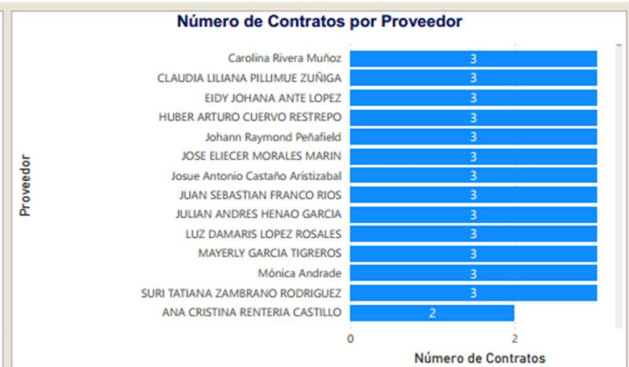 Número de Contratos por Proveedor
Proveedor
Carolina Rivera Muñoz 3
CLAUDIA LILIANA PILLIMUE ZUÑIGA 3
EIDY JOHANA ANTE LOPEZ 3
HUBER ARTURO CUERVO RESTREPO 3
Johann Raymond Peñafield 3
JOSE ELIECER MORALES MARIN 3
Josue Antonio Castaño Aristizabal 3
JUAN SEBASTIAN FRANCO RIOS 3
JULIAN ANDRES HENAO GARCIA 3
LUZ DAMARIS LOPEZ ROSALES 3
MAYERLY GARCIA TIGREROS 3
Mónica Andrade 3
SURI TATIANA ZAMBRANO RODRIGUEZ 3
ANA CRISTINA RENTERIA CASTILLO 2
0 2
Número de Contratos